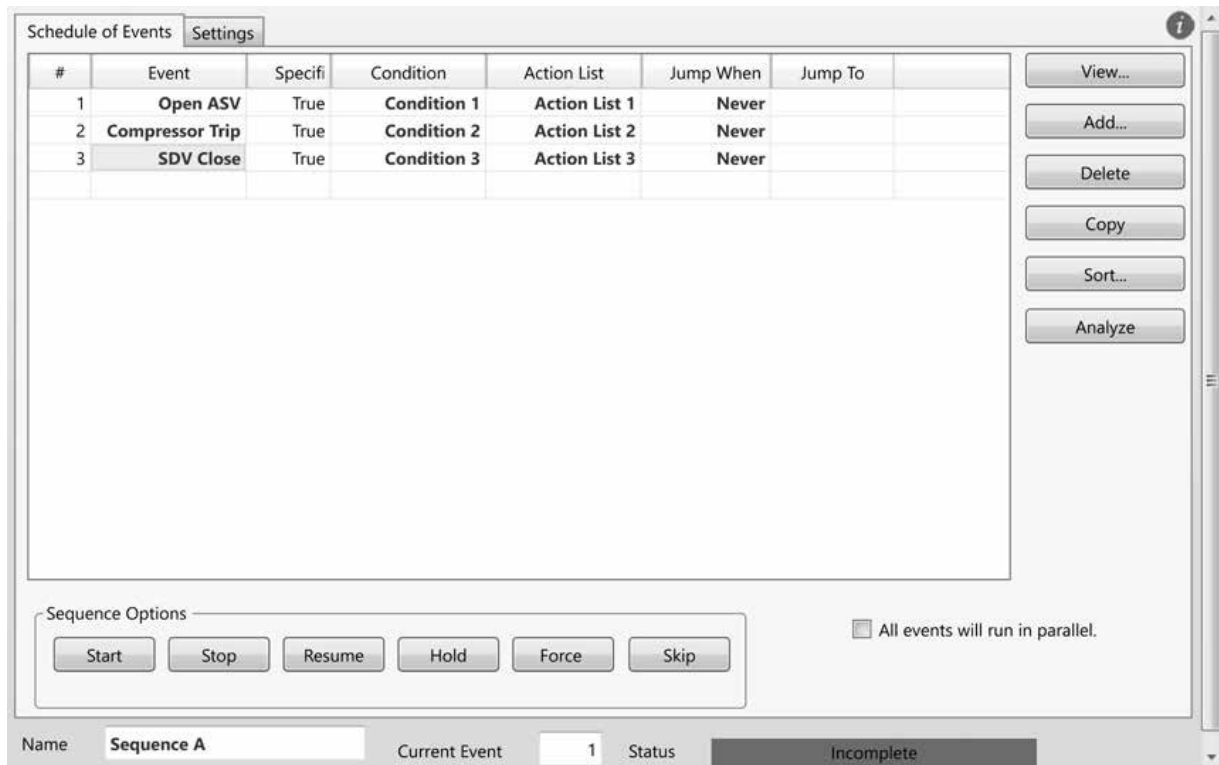 Schedule of Events Settings i
# Event Specifi Condition Action List Jump When Jump To
1 Open ASV True Condition 1 Action List 1 Never
2 Compressor Trip True Condition 2 Action List 2 Never
3 SDV Close True Condition 3 Action List 3 Never
View...
Add...
Delete
Copy
Sort...
Analyze
Sequence Options
Start Stop Resume Hold Force Skip
All events will run in parallel.
Name Sequence A Current Event 1 Status Incomplete